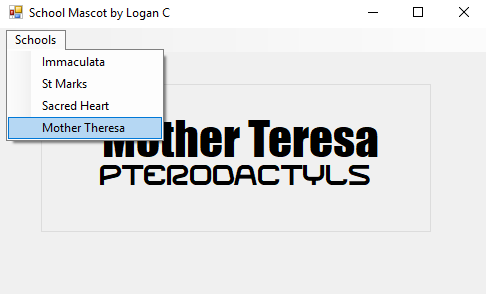 School Mascot by Logan C
Schools
Immaculata
St Marks
Sacred Heart
Mother Theresa
Mother Teresa
PTERODACTYLS